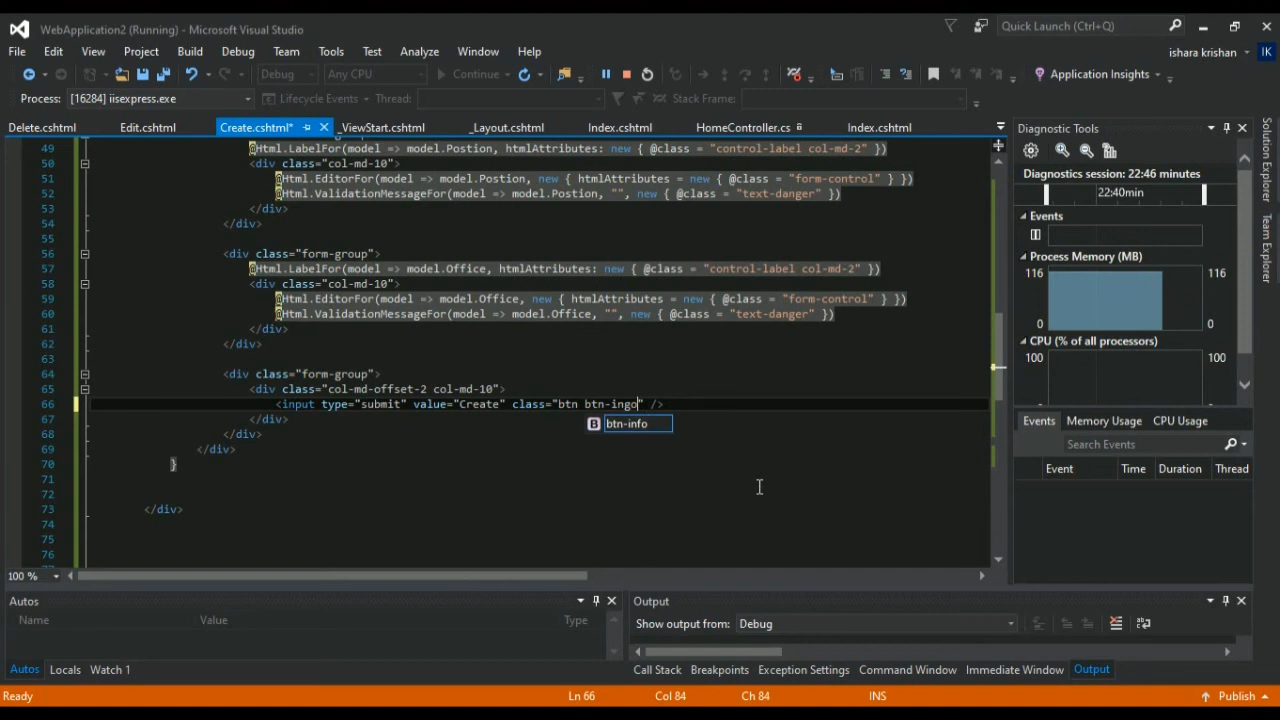 WebApplication2 (Running) - Microsoft Visual Studio
Quick Launch (Ctrl+Q)
File Edit View Project Build Debug Team Tools Test Analyze Window Help
ishara krishan
IK
Debug Any CPU Continue Application Insights
Process: [16284] iisexpress.exe Lifecycle Events Thread: Stack Frame:
Delete.cshtml Edit.cshtml Create.cshtml* _ViewStart.cshtml _Layout.cshtml Index.cshtml HomeController.cs Index.cshtml
49 @Html.LabelFor(model => model.Postion, htmlAttributes: new { @class = "control-label col-md-2" })
50 <div class="col-md-10">
51 @Html.EditorFor(model => model.Postion, new { htmlAttributes = new { @class = "form-control" } })
52 @Html.ValidationMessageFor(model => model.Postion, "", new { @class = "text-danger" })
53 </div>
54 </div>
55
56 <div class="form-group">
57 @Html.LabelFor(model => model.Office, htmlAttributes: new { @class = "control-label col-md-2" })
58 <div class="col-md-10">
59 @Html.EditorFor(model => model.Office, new { htmlAttributes = new { @class = "form-control" } })
60 @Html.ValidationMessageFor(model => model.Office, "", new { @class = "text-danger" })
61 </div>
62 </div>
63
64 <div class="form-group">
65 <div class="col-md-offset-2 col-md-10">
66 <input type="submit" value="Create" class="btn btn-ingo" />
btn-info
67 </div>
68 </div>
69 </div>
70 }
71
72
73 </div>
74
75
76
100 %
Diagnostic Tools
Diagnostics session: 22:46 minutes
22:40min
Events
Process Memory (MB)
116 116
0 0
CPU (% of all processors)
100 100
Events Memory Usage CPU Usage
Search Events
Event Time Duration Thread
Solution Explorer
Team Explorer
Autos
Name Value Type
Autos Locals Watch 1
Output
Show output from: Debug
Call Stack Breakpoints Exception Settings Command Window Immediate Window Output
Ready Ln 66 Col 84 Ch 84 INS Publish